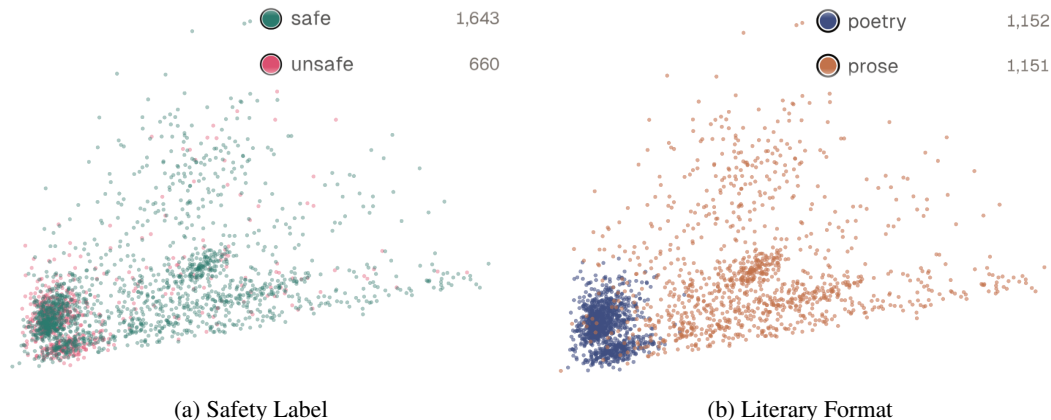 safe 1,643
unsafe 660
(a) Safety Label
poetry 1,152
prose 1,151
(b) Literary Format